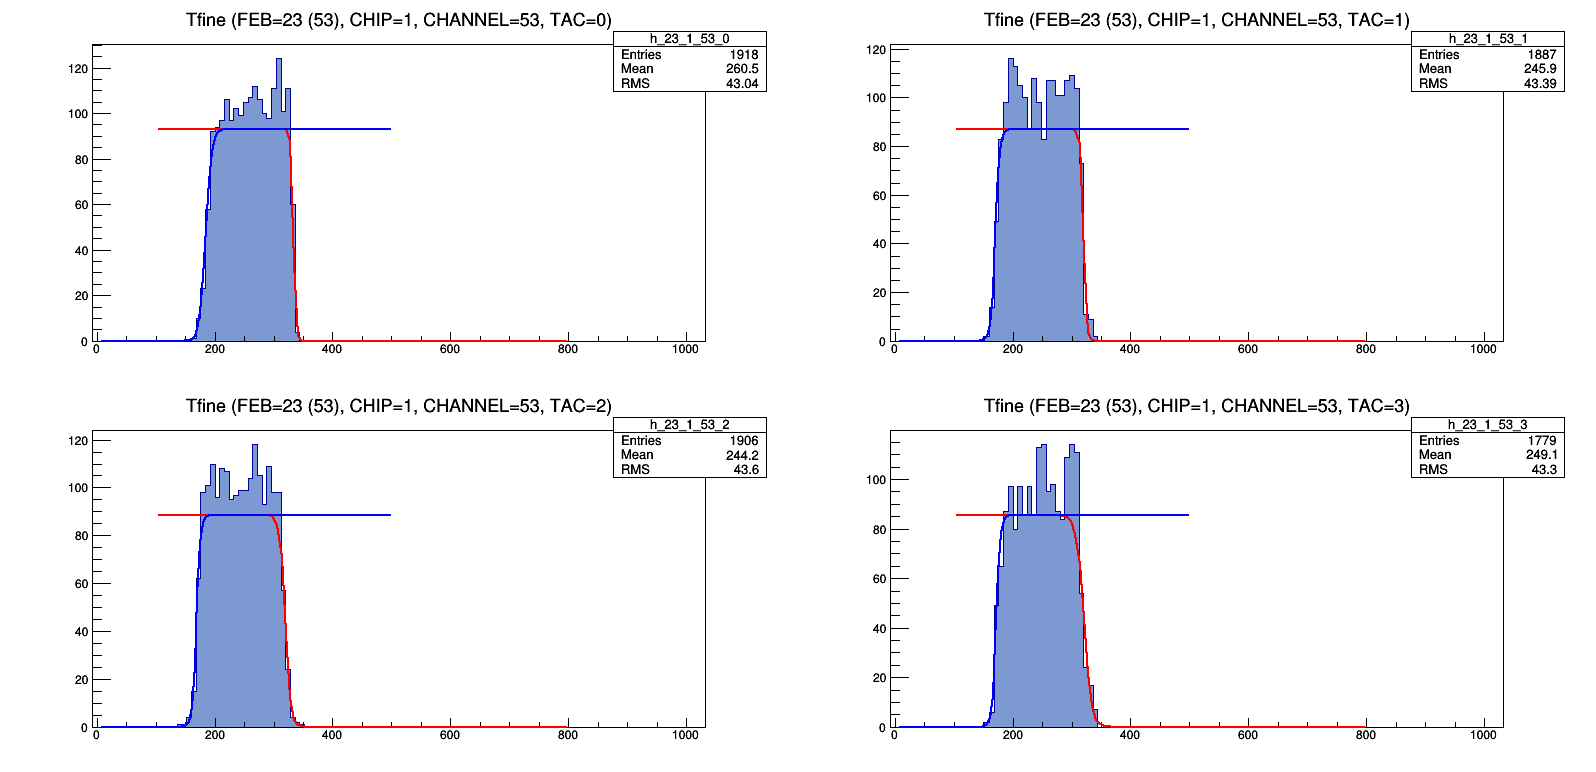 Tfine (FEB=23 (53), CHIP=1, CHANNEL=53, TAC=0)
h_23_1_53_0
Entries 1918
Mean 260.5
RMS 43.04
120
100
80
60
40
20
0
0 200 400 600 800 1000
Tfine (FEB=23 (53), CHIP=1, CHANNEL=53, TAC=1)
h_23_1_53_1
Entries 1887
Mean 245.9
RMS 43.39
120
100
80
60
40
20
0
0 200 400 600 800 1000
Tfine (FEB=23 (53), CHIP=1, CHANNEL=53, TAC=2)
h_23_1_53_2
Entries 1906
Mean 244.2
RMS 43.6
120
100
80
60
40
20
0
0 200 400 600 800 1000
Tfine (FEB=23 (53), CHIP=1, CHANNEL=53, TAC=3)
h_23_1_53_3
Entries 1779
Mean 249.1
RMS 43.3
100
80
60
40
20
0
0 200 400 600 800 1000